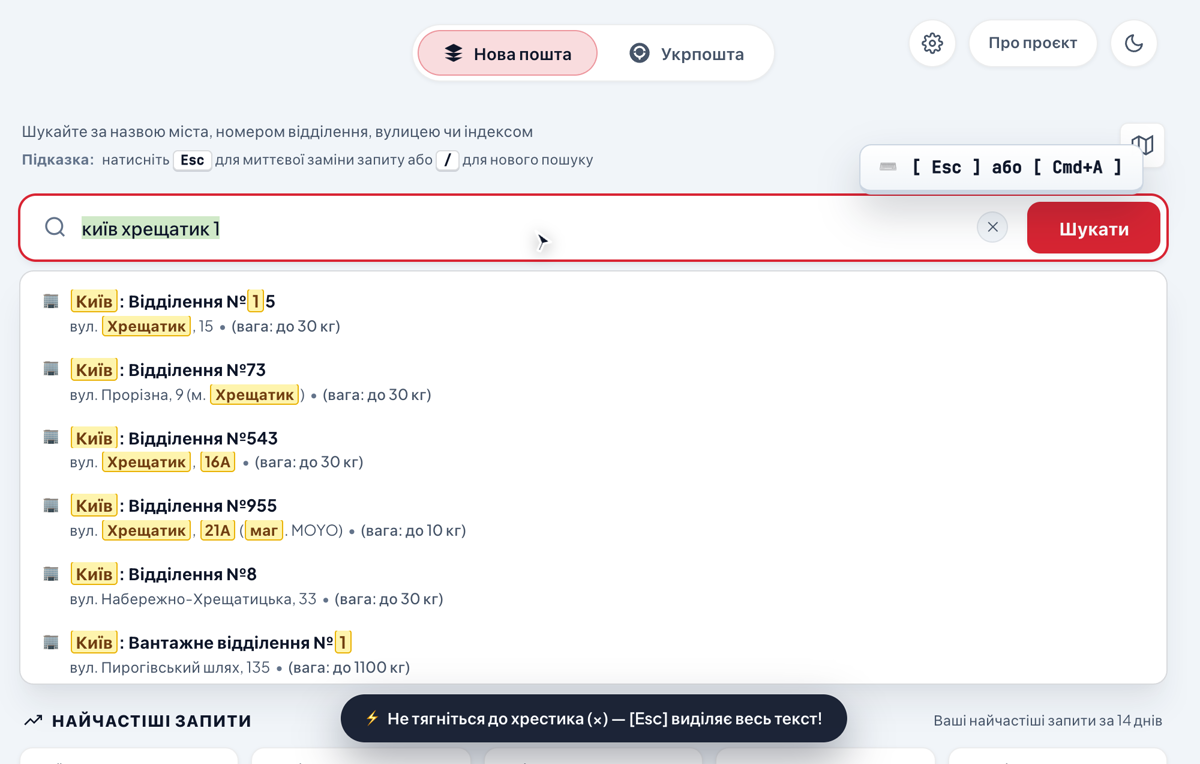 Нова пошта
Укрпошта
Про проєкт
Шукайте за назвою міста, номером відділення, вулицею чи індексом
Підказка: натисніть Esc для миттєвої заміни запиту або / для нового пошуку
[ Esc ] або [ Cmd+A ]
київ хрещатик 1
Шукати
Київ: Відділення №15
вул. Хрещатик, 15 • (вага: до 30 кг)
Київ: Відділення №73
вул. Прорізна, 9 (м. Хрещатик) • (вага: до 30 кг)
Київ: Відділення №543
вул. Хрещатик, 16А • (вага: до 30 кг)
Київ: Відділення №955
вул. Хрещатик, 21А (маг. MOYO) • (вага: до 10 кг)
Київ: Відділення №8
вул. Набережно-Хрещатицька, 33 • (вага: до 30 кг)
Київ: Вантажне відділення №1
вул. Пирогівський шлях, 135 • (вага: до 1100 кг)
⚡ Не тягніться до хрестика (×) — [Esc] виділяє весь текст!
НАЙЧАСТІШІ ЗАПИТИ
Ваші найчастіші запити за 14 днів